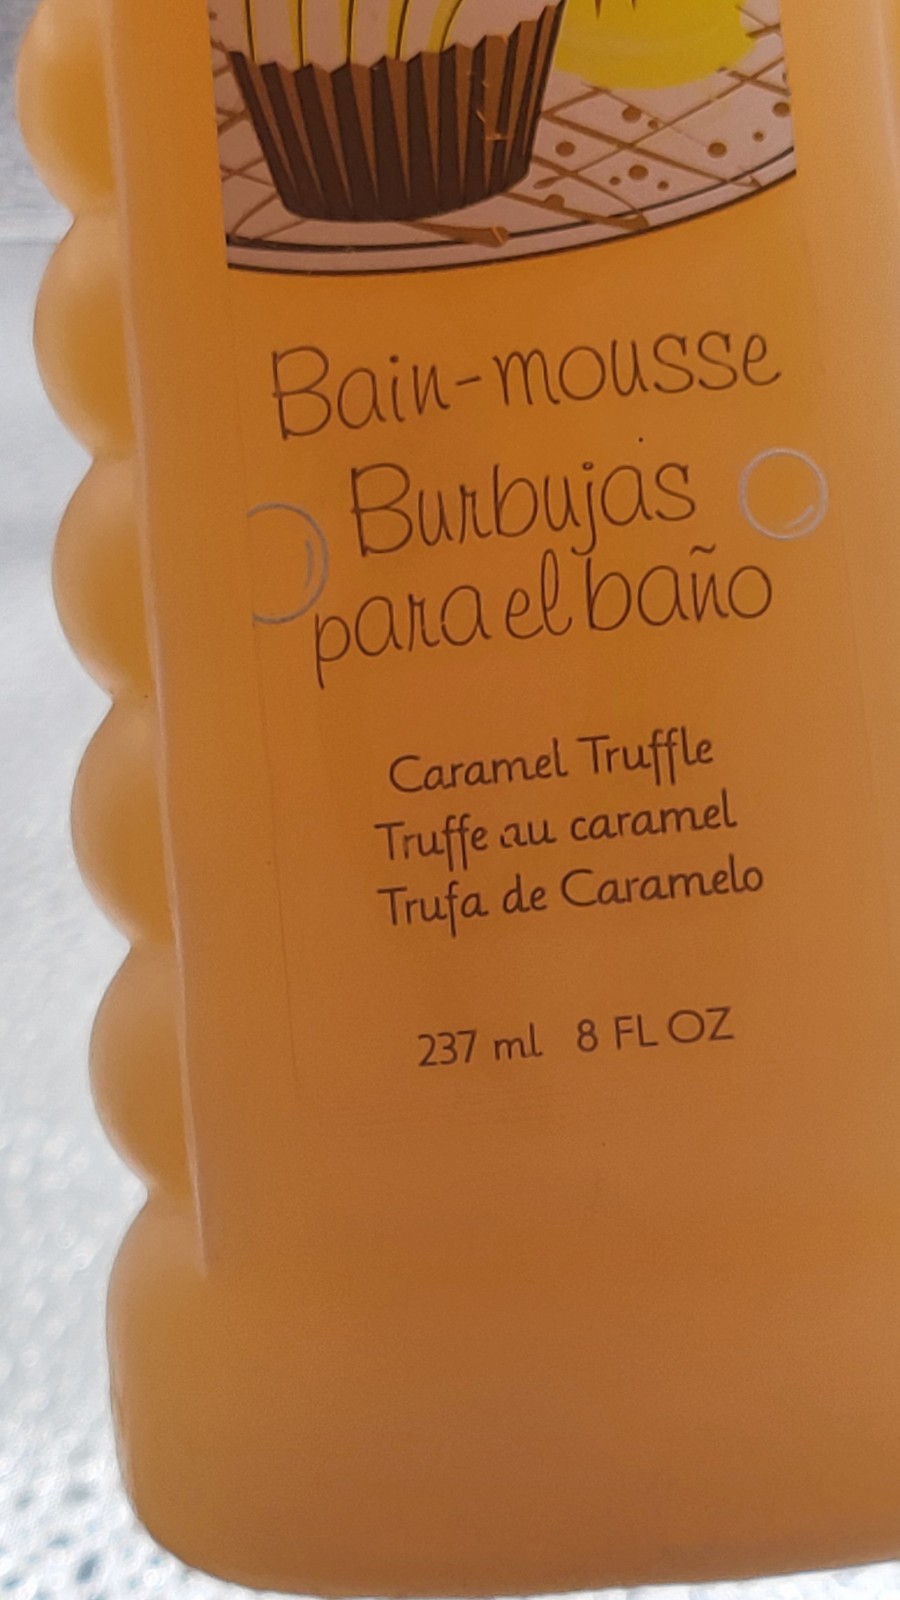 Bain-mousse
Burbujas
para el baño
Caramel Truffle
Truffe au caramel
Trufa de Caramelo
237 ml 8 FL OZ